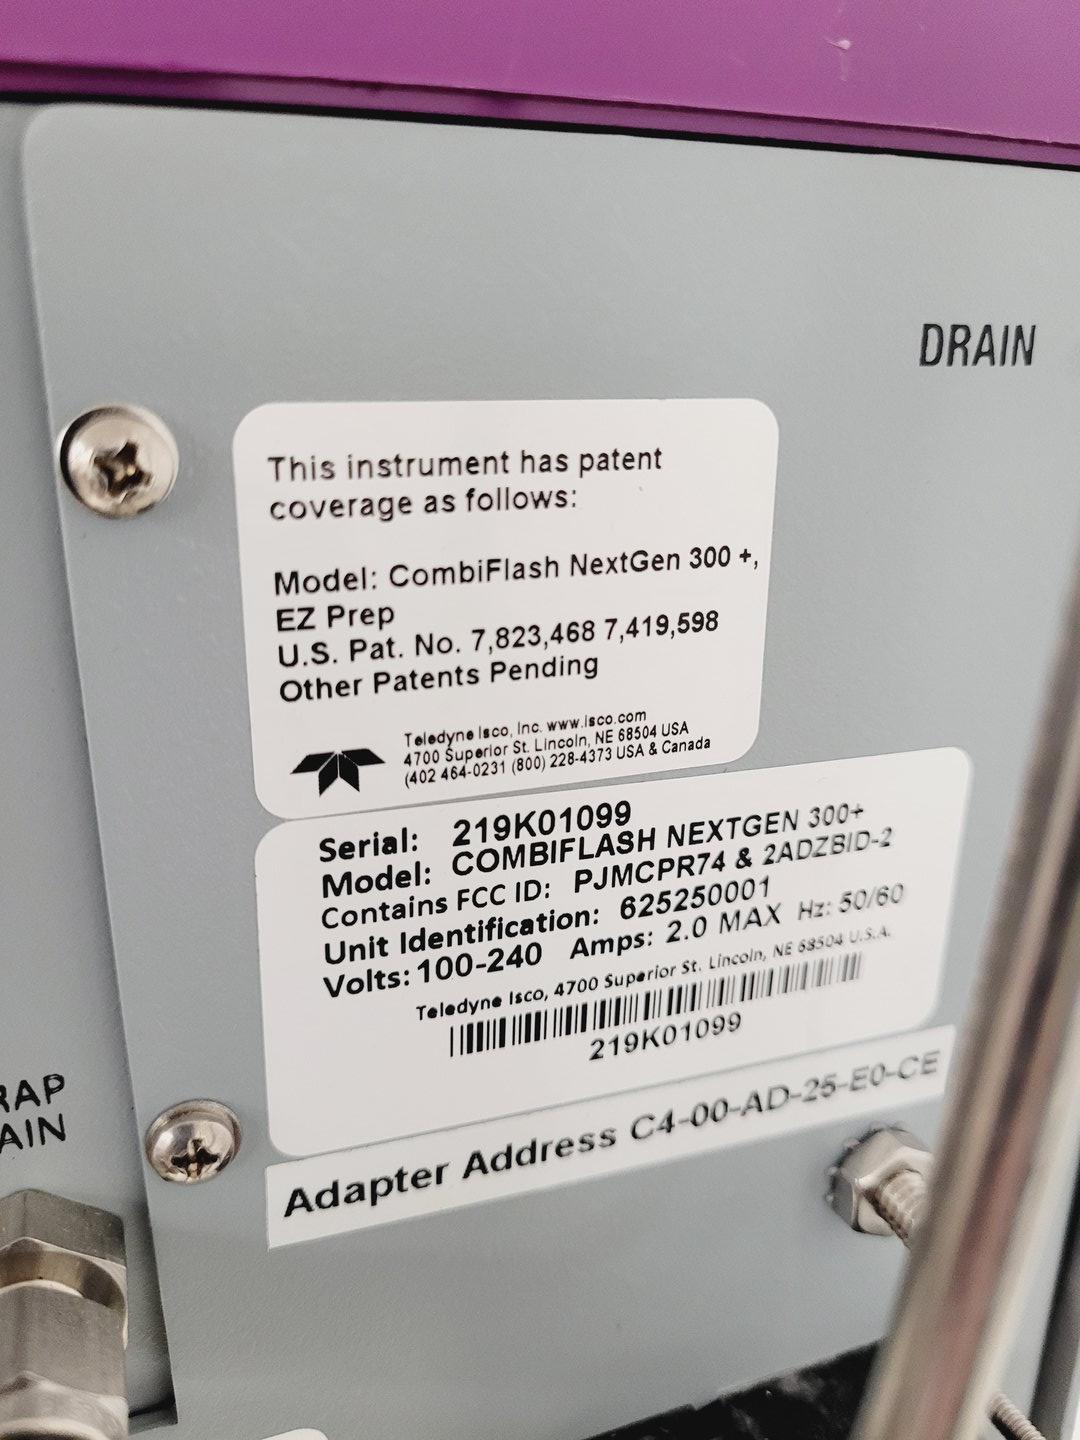 DRAIN
This instrument has patent
coverage as follows:
Model: CombiFlash NextGen 300 +,
EZ Prep
U.S. Pat. No. 7,823,468 7,419,598
Other Patents Pending
Teledyne Isco, Inc. www.isco.com
4700 Superior St. Lincoln, NE 68504 USA
(402 464-0231 (800) 228-4373 USA & Canada
Serial: 219K01099
Model: COMBIFLASH NEXTGEN 300+
Contains FCC ID: PJMCPR74 & 2ADZBID-2
Unit Identification: 625250001
Volts: 100-240 Amps: 2.0 MAX Hz: 50/60
Teledyne Isco, 4700 Superior St. Lincoln, NE 68504 U.S.A.
219K01099
Adapter Address C4-00-AD-25-E0-CE
RAP
AIN